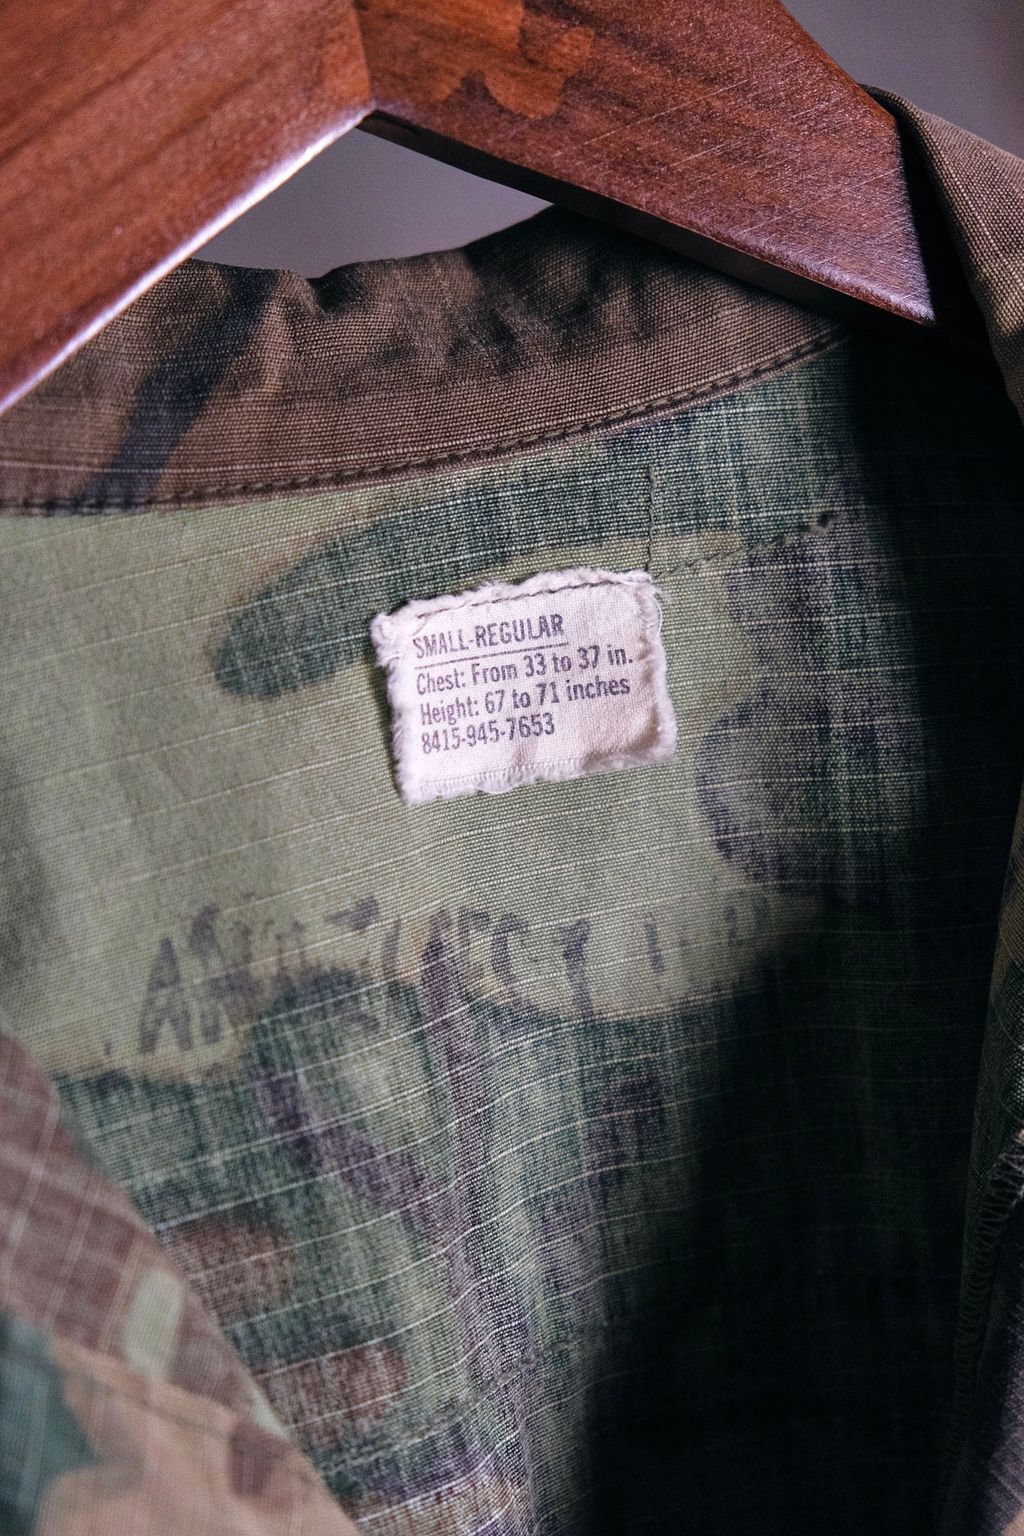 SMALL-REGULAR
Chest: From 33 to 37 in.
Height: 67 to 71 inches
8415-945-7653